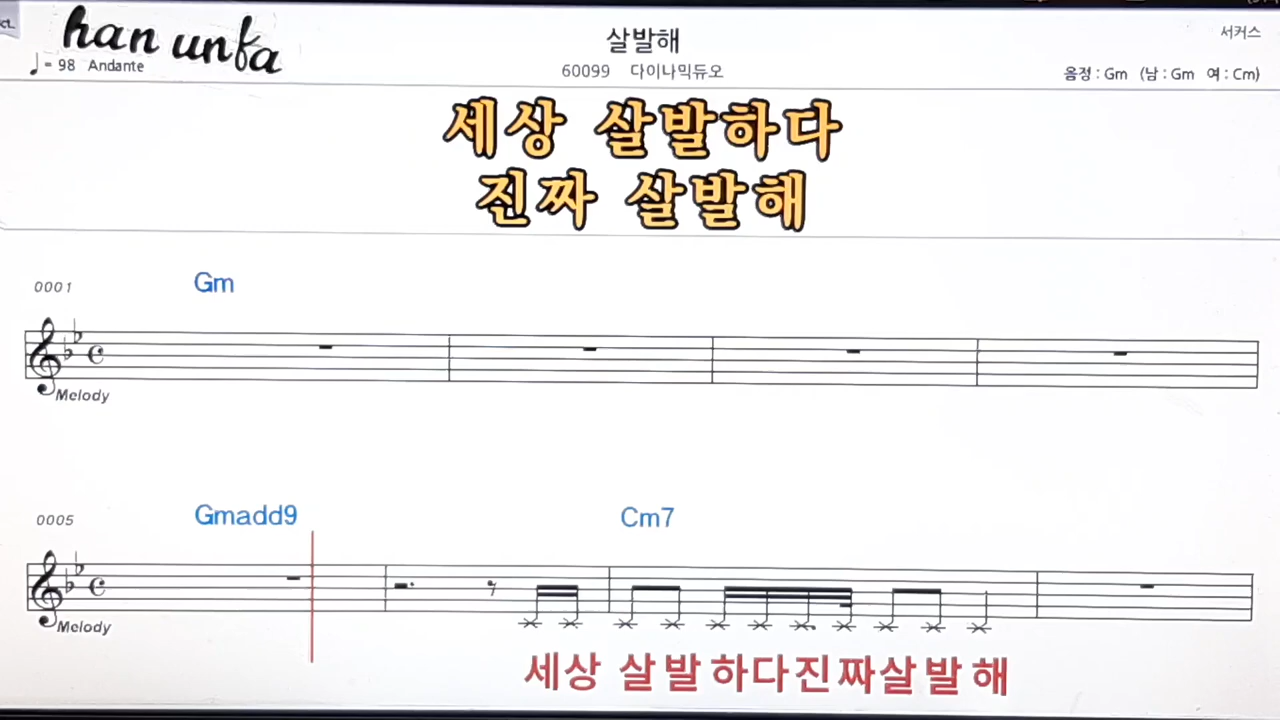 ct.
han unfa
♩= 98 Andante
살발해
60099 다이나믹듀오
서커스
음정 : Gm (남 : Gm 여 : Cm)
세상 살발하다
진짜 살발해
0001
Gm
Melody
0005
Gmadd9
Cm7
Melody
세상 살발하다진짜살발해